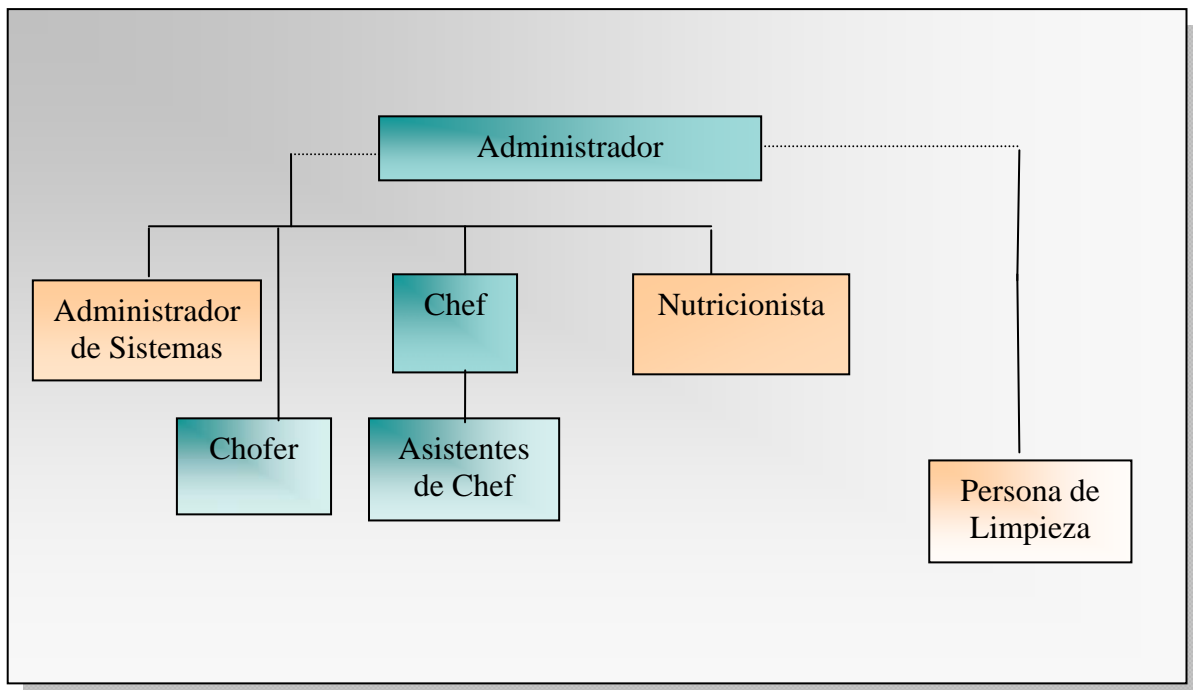 Administrador
Administrador
de Sistemas
Chef
Nutricionista
Chofer
Asistentes
de Chef
Persona de
Limpieza